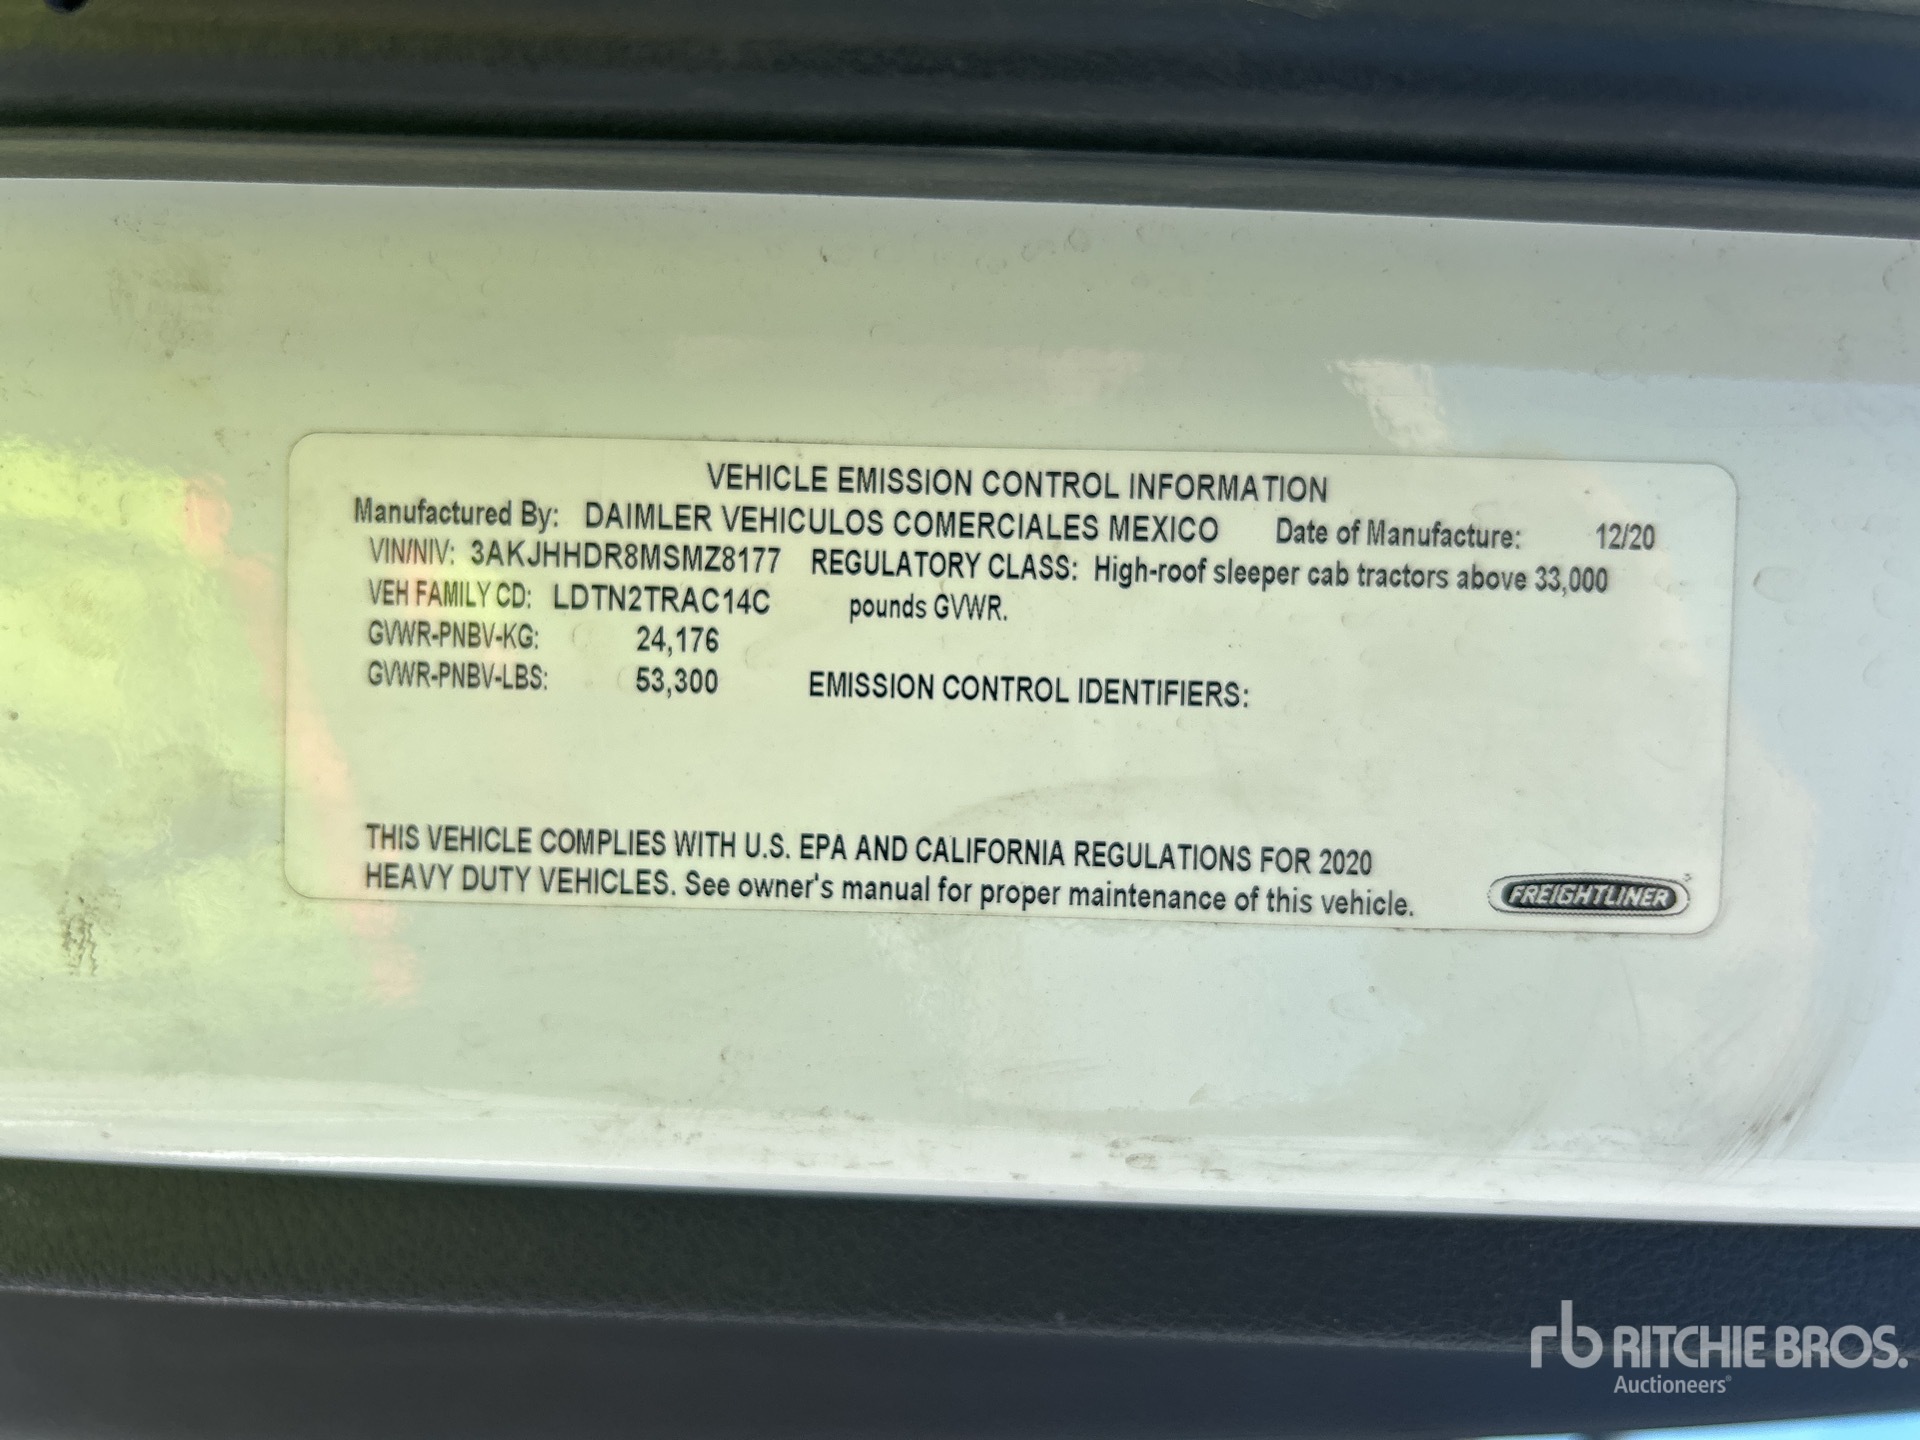 VEHICLE EMISSION CONTROL INFORMATION
Manufactured By: DAIMLER VEHICULOS COMERCIALES MEXICO Date of Manufacture: 12/20
VIN/NIV: 3AKJHHDR8MSMZ8177 REGULATORY CLASS: High-roof sleeper cab tractors above 33,000
VEH FAMILY CD: LDTN2TRAC14C pounds GVWR.
GVWR-PNBV-KG: 24,176
GVWR-PNBV-LBS: 53,300 EMISSION CONTROL IDENTIFIERS:
THIS VEHICLE COMPLIES WITH U.S. EPA AND CALIFORNIA REGULATIONS FOR 2020
HEAVY DUTY VEHICLES. See owner's manual for proper maintenance of this vehicle.
FREIGHTLINER
rb RITCHIE BROS.
Auctioneers®